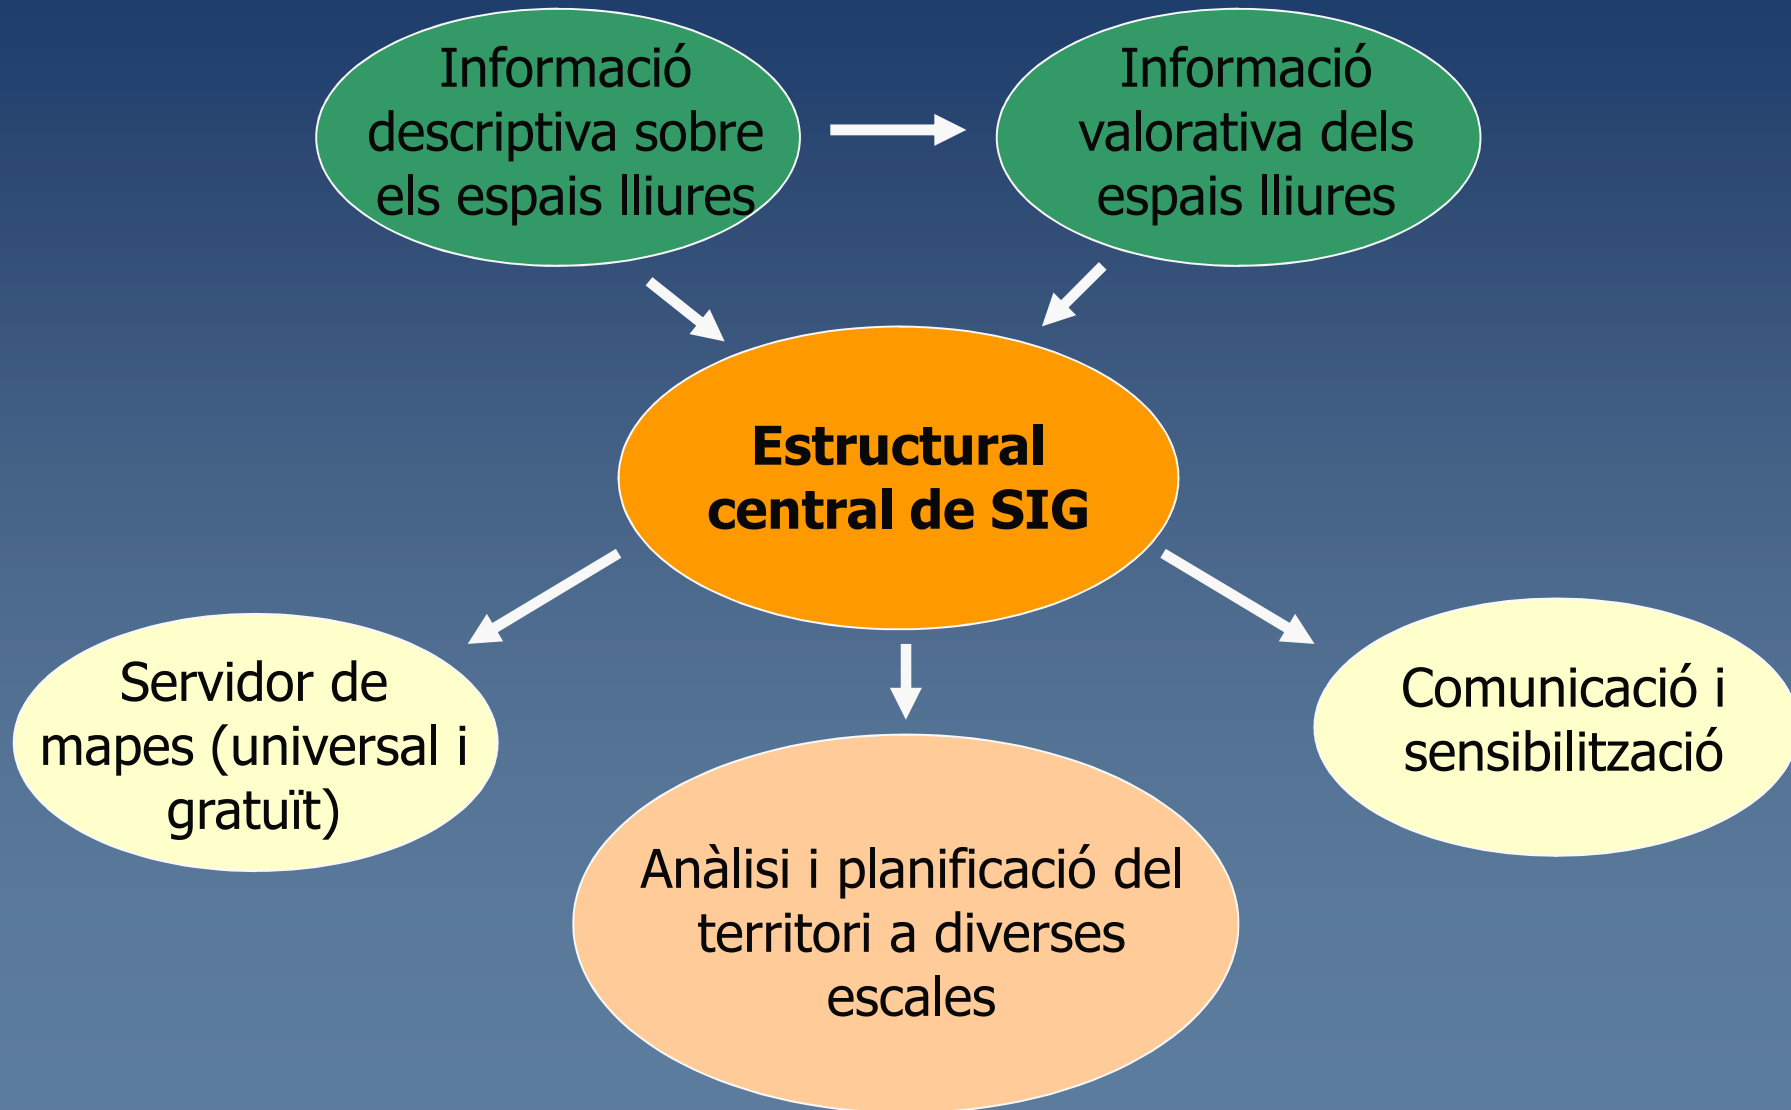 Informació
descriptiva sobre
els espais lliures
Informació
valorativa dels
espais lliures
Estructural
central de SIG
Servidor de
mapes (universal i
gratuït)
Anàlisi i planificació del
territori a diverses
escales
Comunicació i
sensibilització